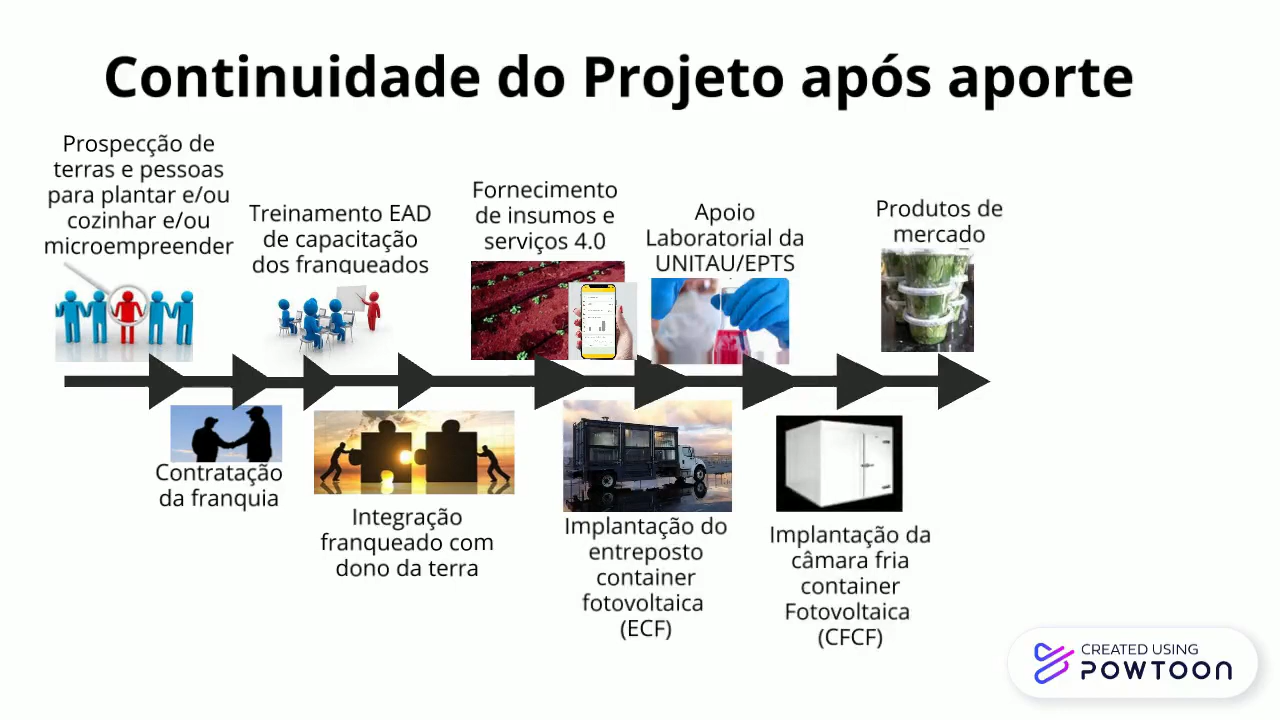 Continuidade do Projeto após aporte
Prospecção de
terras e pessoas
para plantar e/ou
cozinhar e/ou
microempreender
Contratação
da franquia
Treinamento EAD
de capacitação
dos franqueados
Integração
franqueado com
dono da terra
Fornecimento
de insumos e
serviços 4.0
Implantação do
entreposto
container
fotovoltaica
(ECF)
Apoio
Laboratorial da
UNITAU/EPTS
Implantação da
câmara fria
container
Fotovoltaica
(CFCF)
Produtos de
mercado
CREATED USING
POWTOON